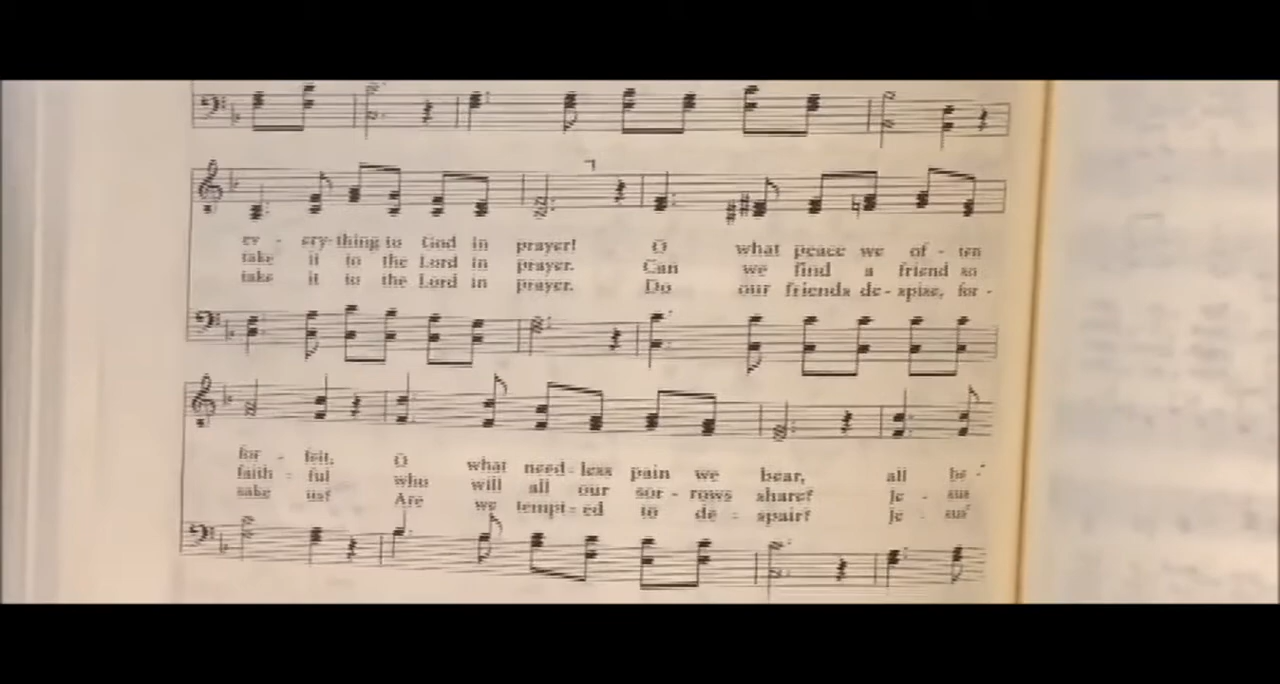 ev - ery-thing to God in prayer! O what peace we of - ten
take it to the Lord in prayer. Can we find a friend so
take it to the Lord in prayer. Do our friends de - spise, for -
for - feit, O what need - less pain we bear, all be -
faith - ful who will all our sor - rows share? Je - sus
sake us? Are we tempt - ed to de - spair? Je - sus'